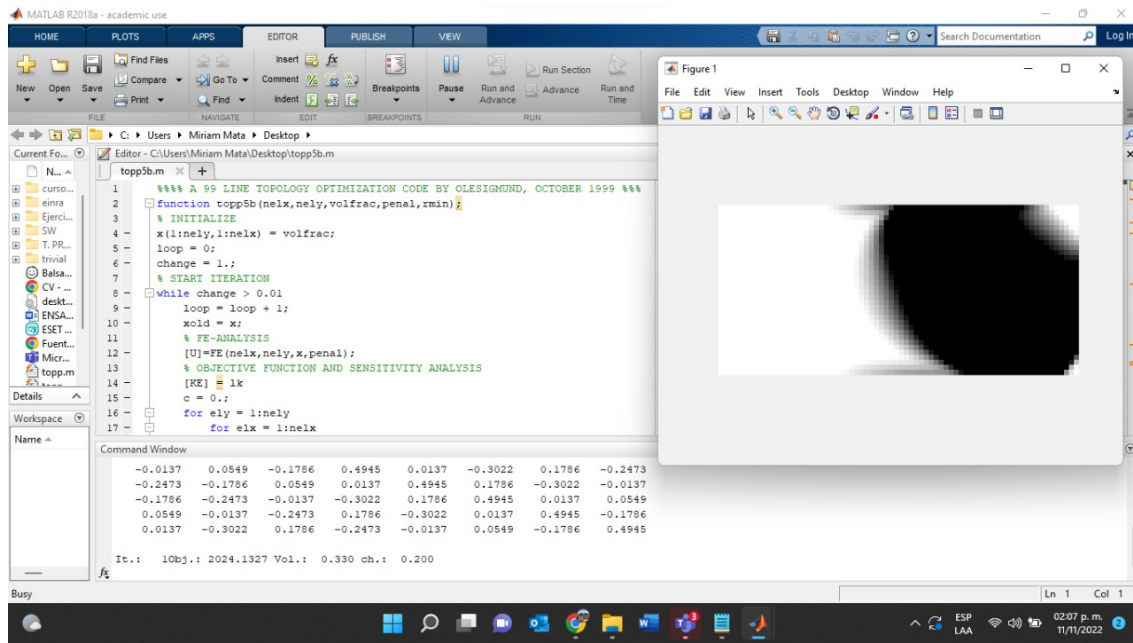 MATLAB R2018a - academic use
HOME PLOTS APPS EDITOR PUBLISH VIEW
Search Documentation Log In
New Open Save Find Files Compare Print Go To Find Insert fx Comment % Indent Breakpoints Pause Run and Advance Run Section Advance Run and Time
FILE NAVIGATE EDIT BREAKPOINTS RUN
C: Users Miriam Mata Desktop
Current Fo...
N...
curso...
einra
Ejerci...
SW
T. PR...
trivial
Balsa...
CV - ...
deskt...
ENSA...
ESET ...
Fuent...
Micr...
topp.m
Details
Workspace
Name
Editor - C:\Users\Miriam Mata\Desktop\topp5b.m
topp5b.m
1 %%%% A 99 LINE TOPOLOGY OPTIMIZATION CODE BY OLESIGMUND, OCTOBER 1999 %%%
2 function topp5b(nelx,nely,volfrac,penal,rmin);
3 % INITIALIZE
4 - x(1:nely,1:nelx) = volfrac;
5 - loop = 0;
6 - change = 1.;
7 % START ITERATION
8 - while change > 0.01
9 - loop = loop + 1;
10 - xold = x;
11 % FE-ANALYSIS
12 - [U]=FE(nelx,nely,x,penal);
13 % OBJECTIVE FUNCTION AND SENSITIVITY ANALYSIS
14 - [KE] = lk
15 - c = 0.;
16 - for ely = 1:nely
17 - for elx = 1:nelx
Command Window
-0.0137 0.0549 -0.1786 0.4945 0.0137 -0.3022 0.1786 -0.2473
-0.2473 -0.1786 0.0549 0.0137 0.4945 0.1786 -0.3022 -0.0137
-0.1786 -0.2473 -0.0137 -0.3022 0.1786 0.4945 0.0137 0.0549
0.0549 -0.0137 -0.2473 0.1786 -0.3022 0.0137 0.4945 -0.1786
0.0137 -0.3022 0.1786 -0.2473 -0.0137 0.0549 -0.1786 0.4945
It.: 1Obj.: 2024.1327 Vol.: 0.330 ch.: 0.200
fx
Figure 1
File Edit View Insert Tools Desktop Window Help
Busy
Ln 1 Col 1
3
ESP
LAA
02:07 p. m.
11/11/2022
2